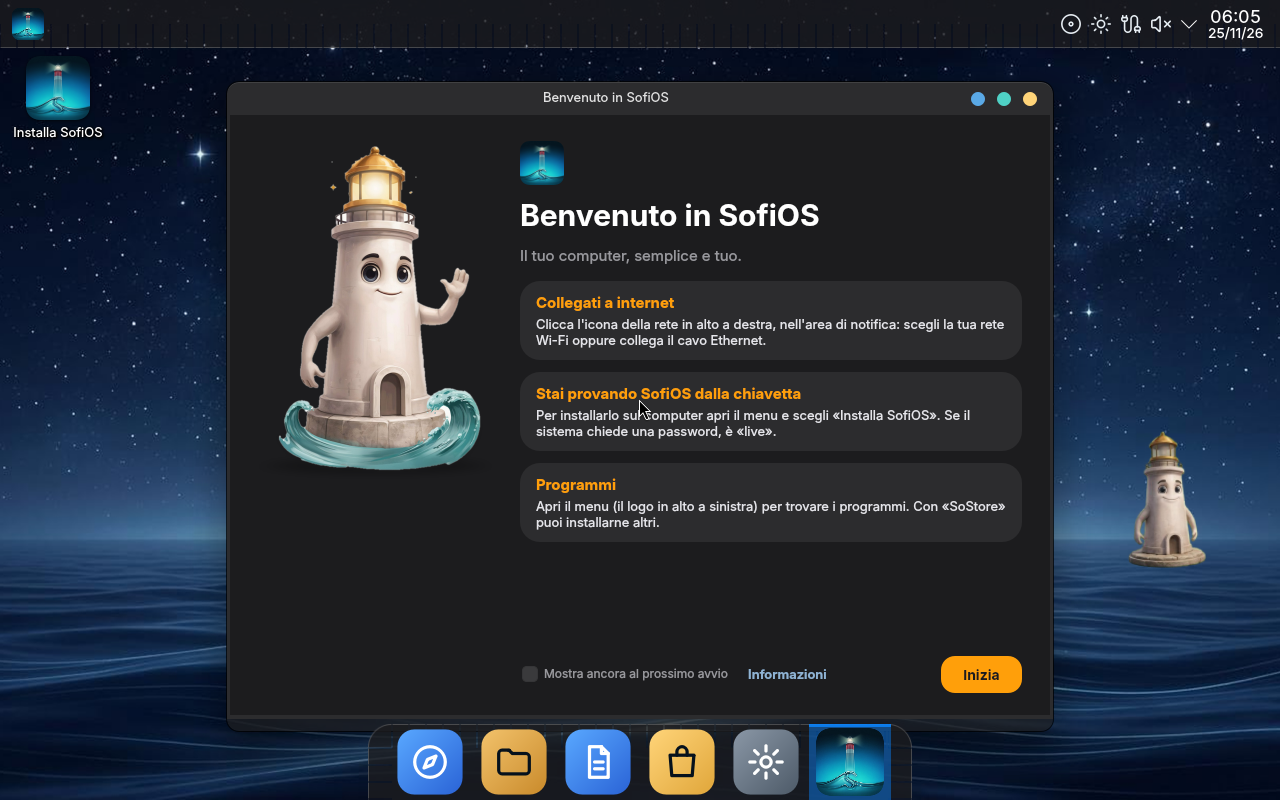 06:05
25/11/26
Installa SofiOS
Benvenuto in SofiOS
Benvenuto in SofiOS
Il tuo computer, semplice e tuo.
Collegati a internet
Clicca l'icona della rete in alto a destra, nell'area di notifica: scegli la tua rete
Wi-Fi oppure collega il cavo Ethernet.
Stai provando SofiOS dalla chiavetta
Per installarlo sul computer apri il menu e scegli «Installa SofiOS». Se il
sistema chiede una password, è «live».
Programmi
Apri il menu (il logo in alto a sinistra) per trovare i programmi. Con «SoStore»
puoi installarne altri.
Mostra ancora al prossimo avvio
Informazioni
Inizia